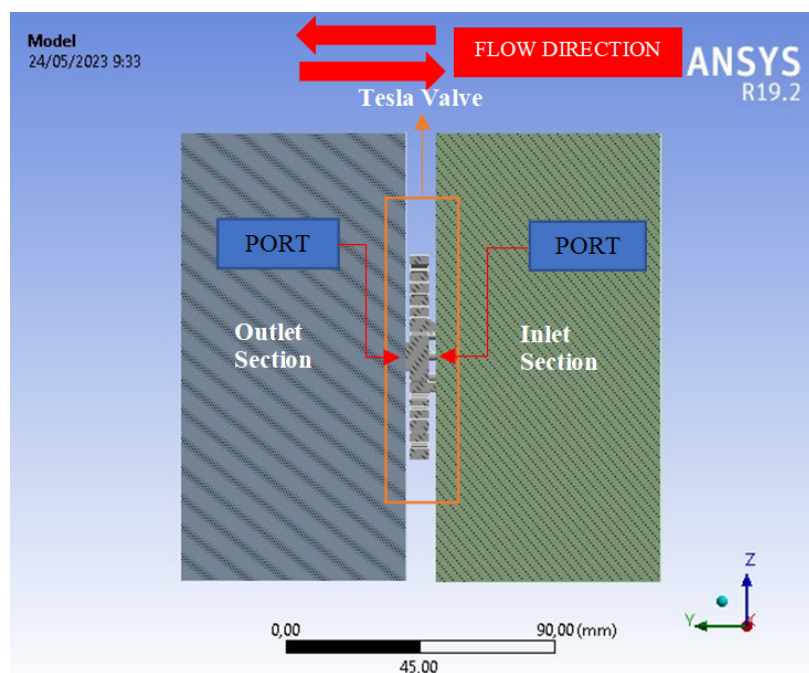 Model
24/05/2023 9:33
FLOW DIRECTION
ANSYS
R19.2
Tesla Valve
PORT
PORT
Outlet
Section
Inlet
Section
Z
Y
X
0,00
90,00 (mm)
45,00